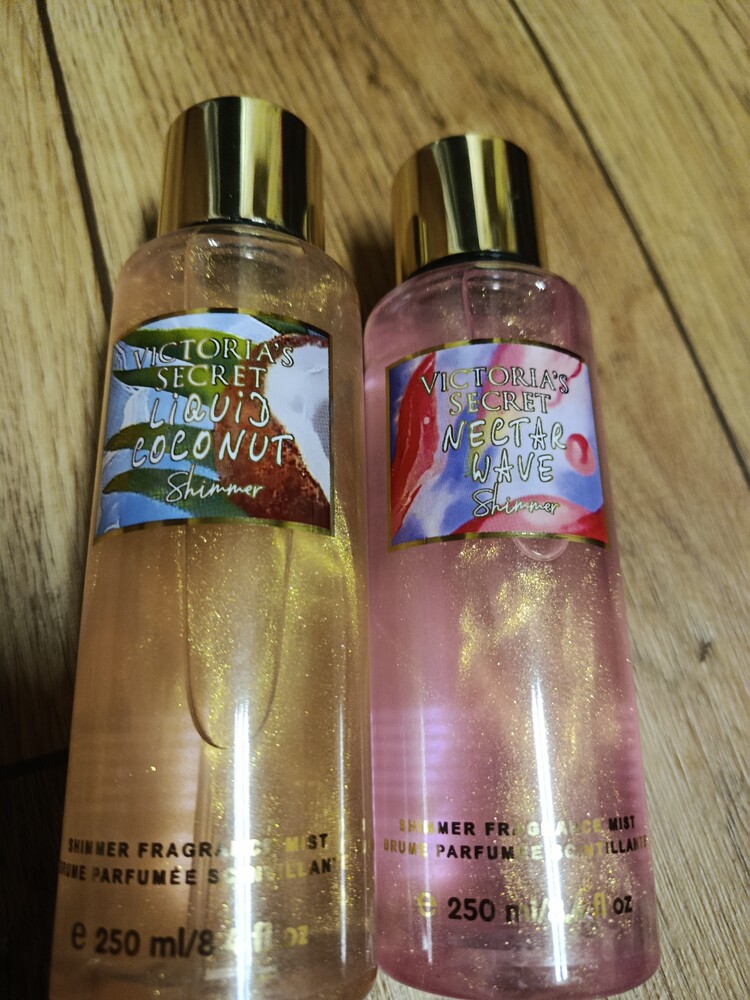 VICTORIA'S
SECRET
LiQUiD
COCONUT
Shimmer
SHIMMER FRAGRANCE MIST
BRUME PARFUMÉE SCINTILLANTE
e 250 ml/8.4 fl oz
VICTORIA'S
SECRET
NECTAR
WAVE
Shimmer
SHIMMER FRAGRANCE MIST
BRUME PARFUMÉE SCINTILLANTE
e 250 ml/8.4 fl oz